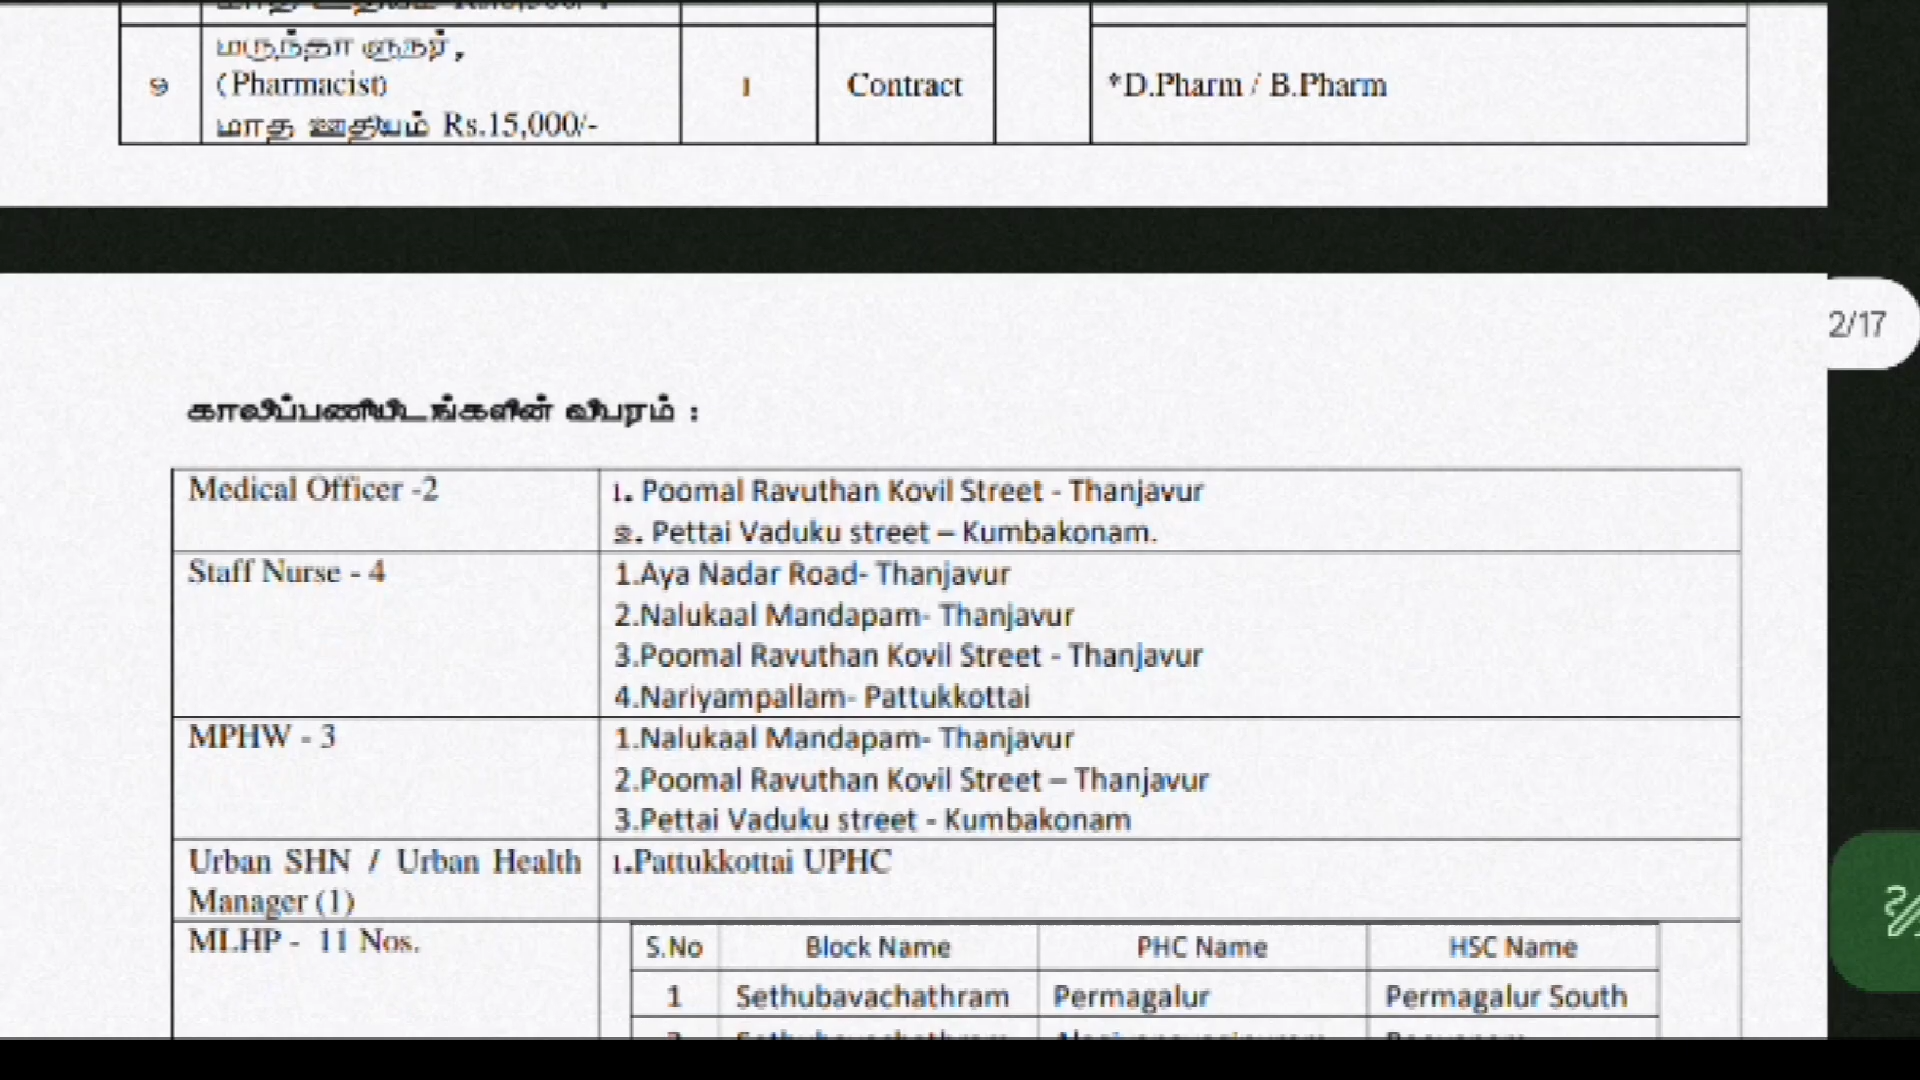 9
மருந்தாளுநர்,
(Pharmacist)
மாத ஊதியம் Rs.15,000/-
1
Contract
*D.Pharm / B.Pharm
2/17
காலிப்பணியிடங்களின் விபரம் :
Medical Officer -2
1. Poomal Ravuthan Kovil Street - Thanjavur
2. Pettai Vaduku street – Kumbakonam.
Staff Nurse - 4
1.Aya Nadar Road- Thanjavur
2.Nalukaal Mandapam- Thanjavur
3.Poomal Ravuthan Kovil Street - Thanjavur
4.Nariyampallam- Pattukkottai
MPHW - 3
1.Nalukaal Mandapam- Thanjavur
2.Poomal Ravuthan Kovil Street – Thanjavur
3.Pettai Vaduku street - Kumbakonam
Urban SHN / Urban Health
Manager (1)
1.Pattukkottai UPHC
MLHP - 11 Nos.
S.No Block Name PHC Name HSC Name
1 Sethubavachathram Permagalur Permagalur South